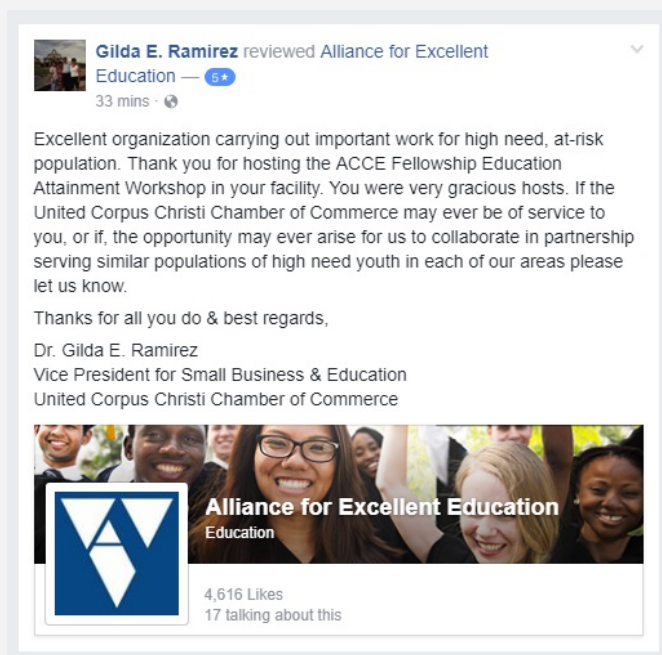 Gilda E. Ramirez reviewed Alliance for Excellent
Education — 5★
33 mins ·
Excellent organization carrying out important work for high need, at-risk
population. Thank you for hosting the ACCE Fellowship Education
Attainment Workshop in your facility. You were very gracious hosts. If the
United Corpus Christi Chamber of Commerce may ever be of service to
you, or if, the opportunity may ever arise for us to collaborate in partnership
serving similar populations of high need youth in each of our areas please
let us know.
Thanks for all you do & best regards,
Dr. Gilda E. Ramirez
Vice President for Small Business & Education
United Corpus Christi Chamber of Commerce
Alliance for Excellent Education
Education
4,616 Likes
17 talking about this